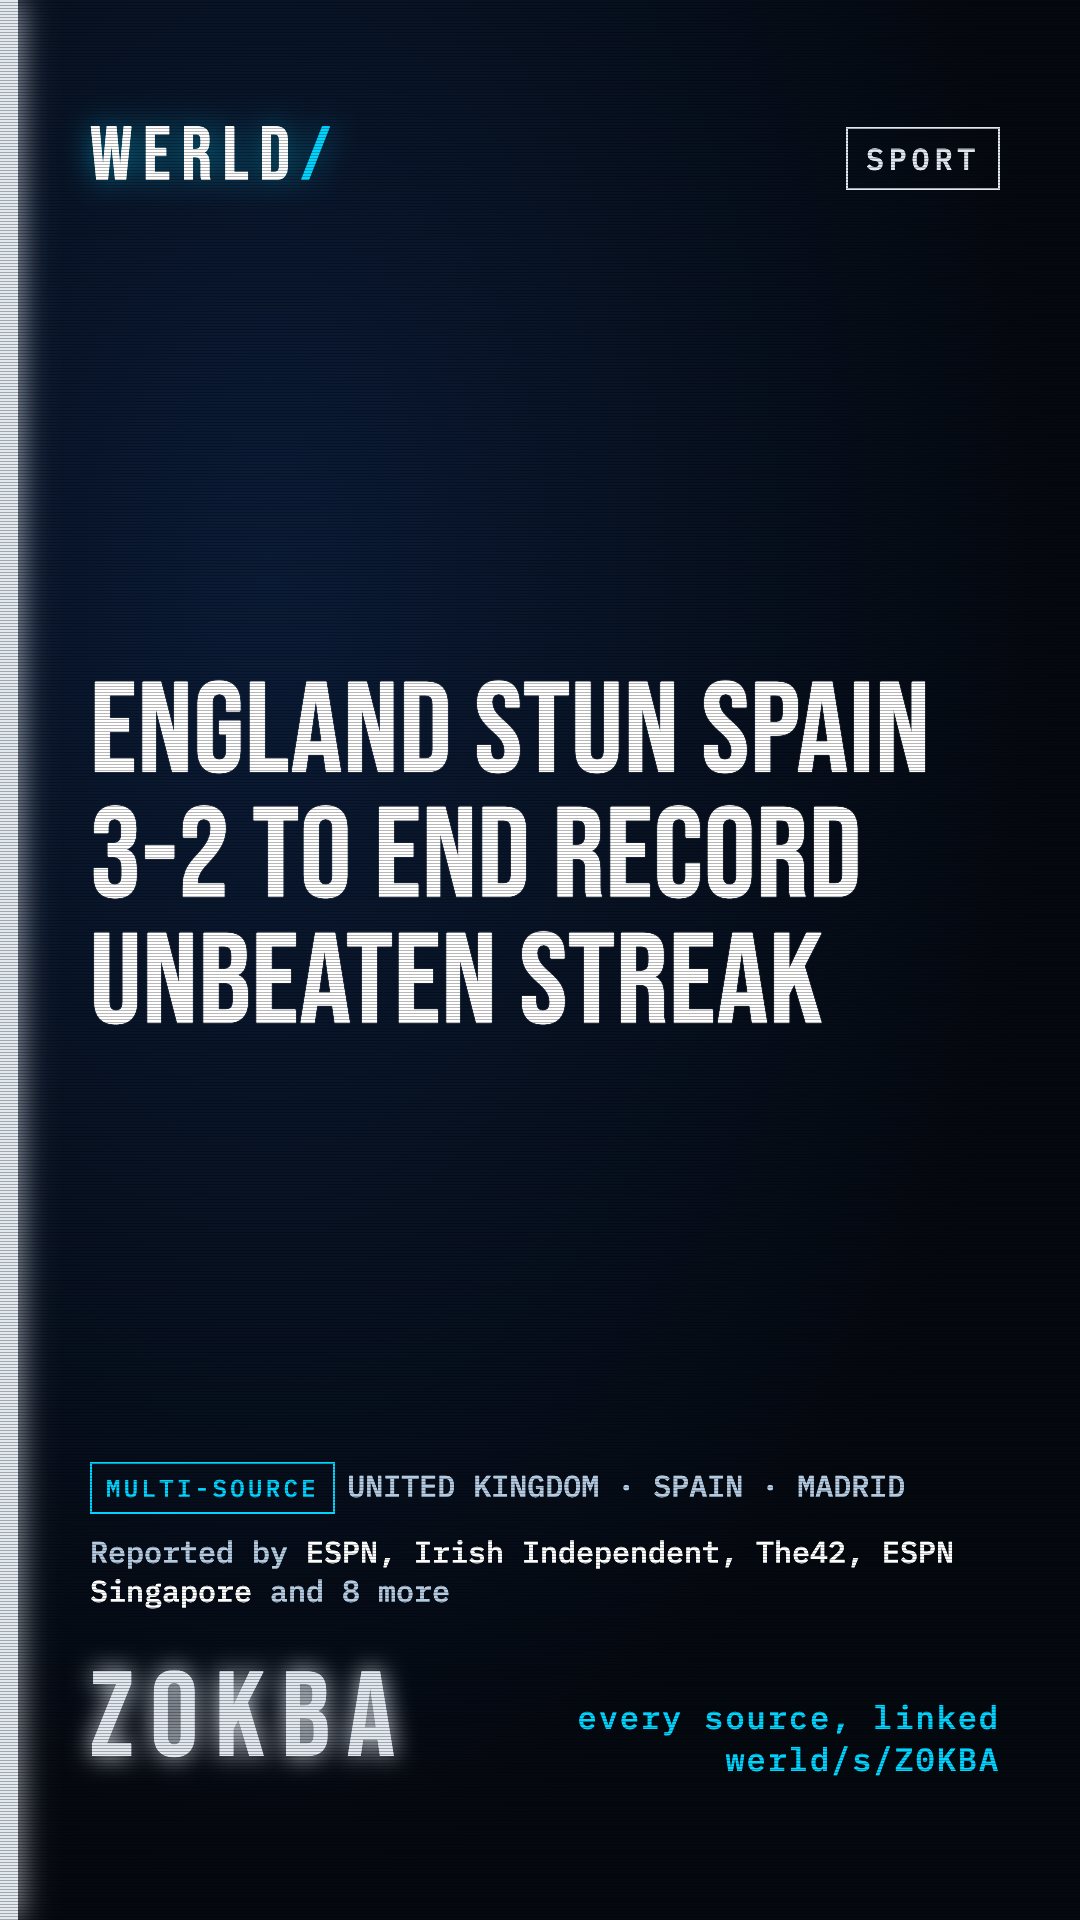 WERLD/
SPORT
ENGLAND STUN SPAIN
3-2 TO END RECORD
UNBEATEN STREAK
MULTI-SOURCE UNITED KINGDOM · SPAIN · MADRID
Reported by ESPN, Irish Independent, The42, ESPN
Singapore and 8 more
Z0KBA
every source, linked
werld/s/Z0KBA